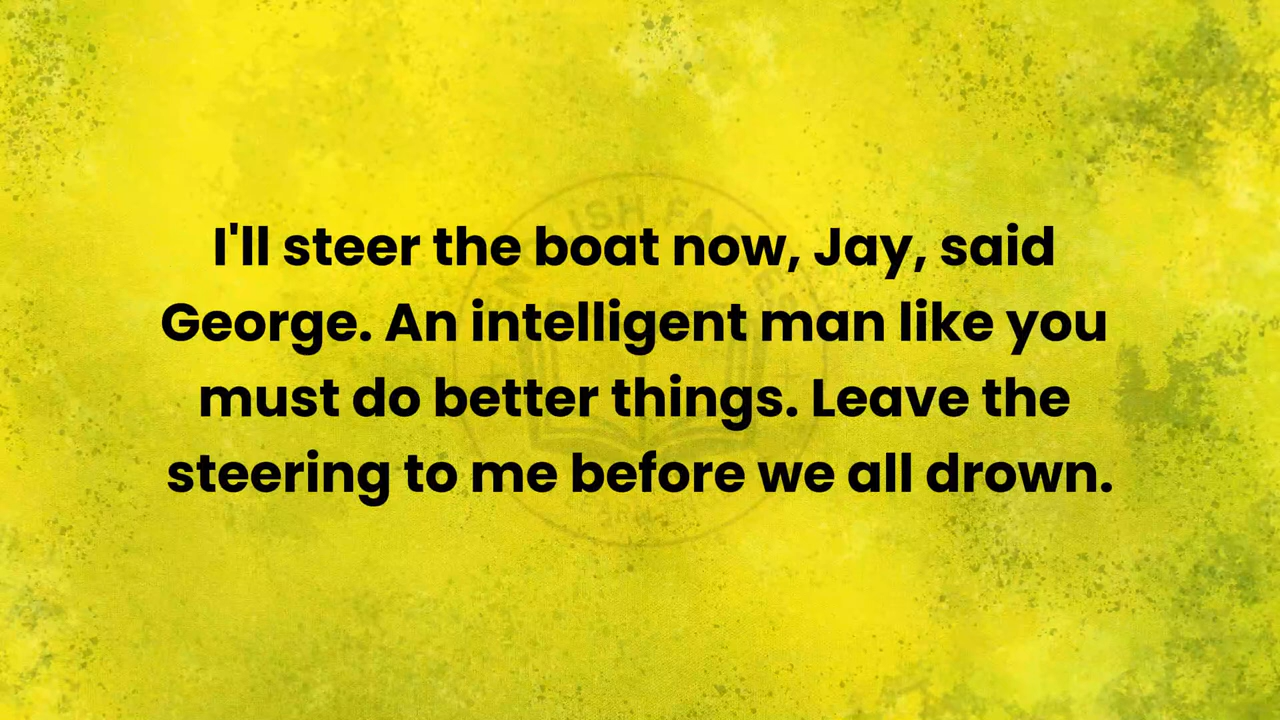 I'll steer the boat now, Jay, said
George. An intelligent man like you
must do better things. Leave the
steering to me before we all drown.